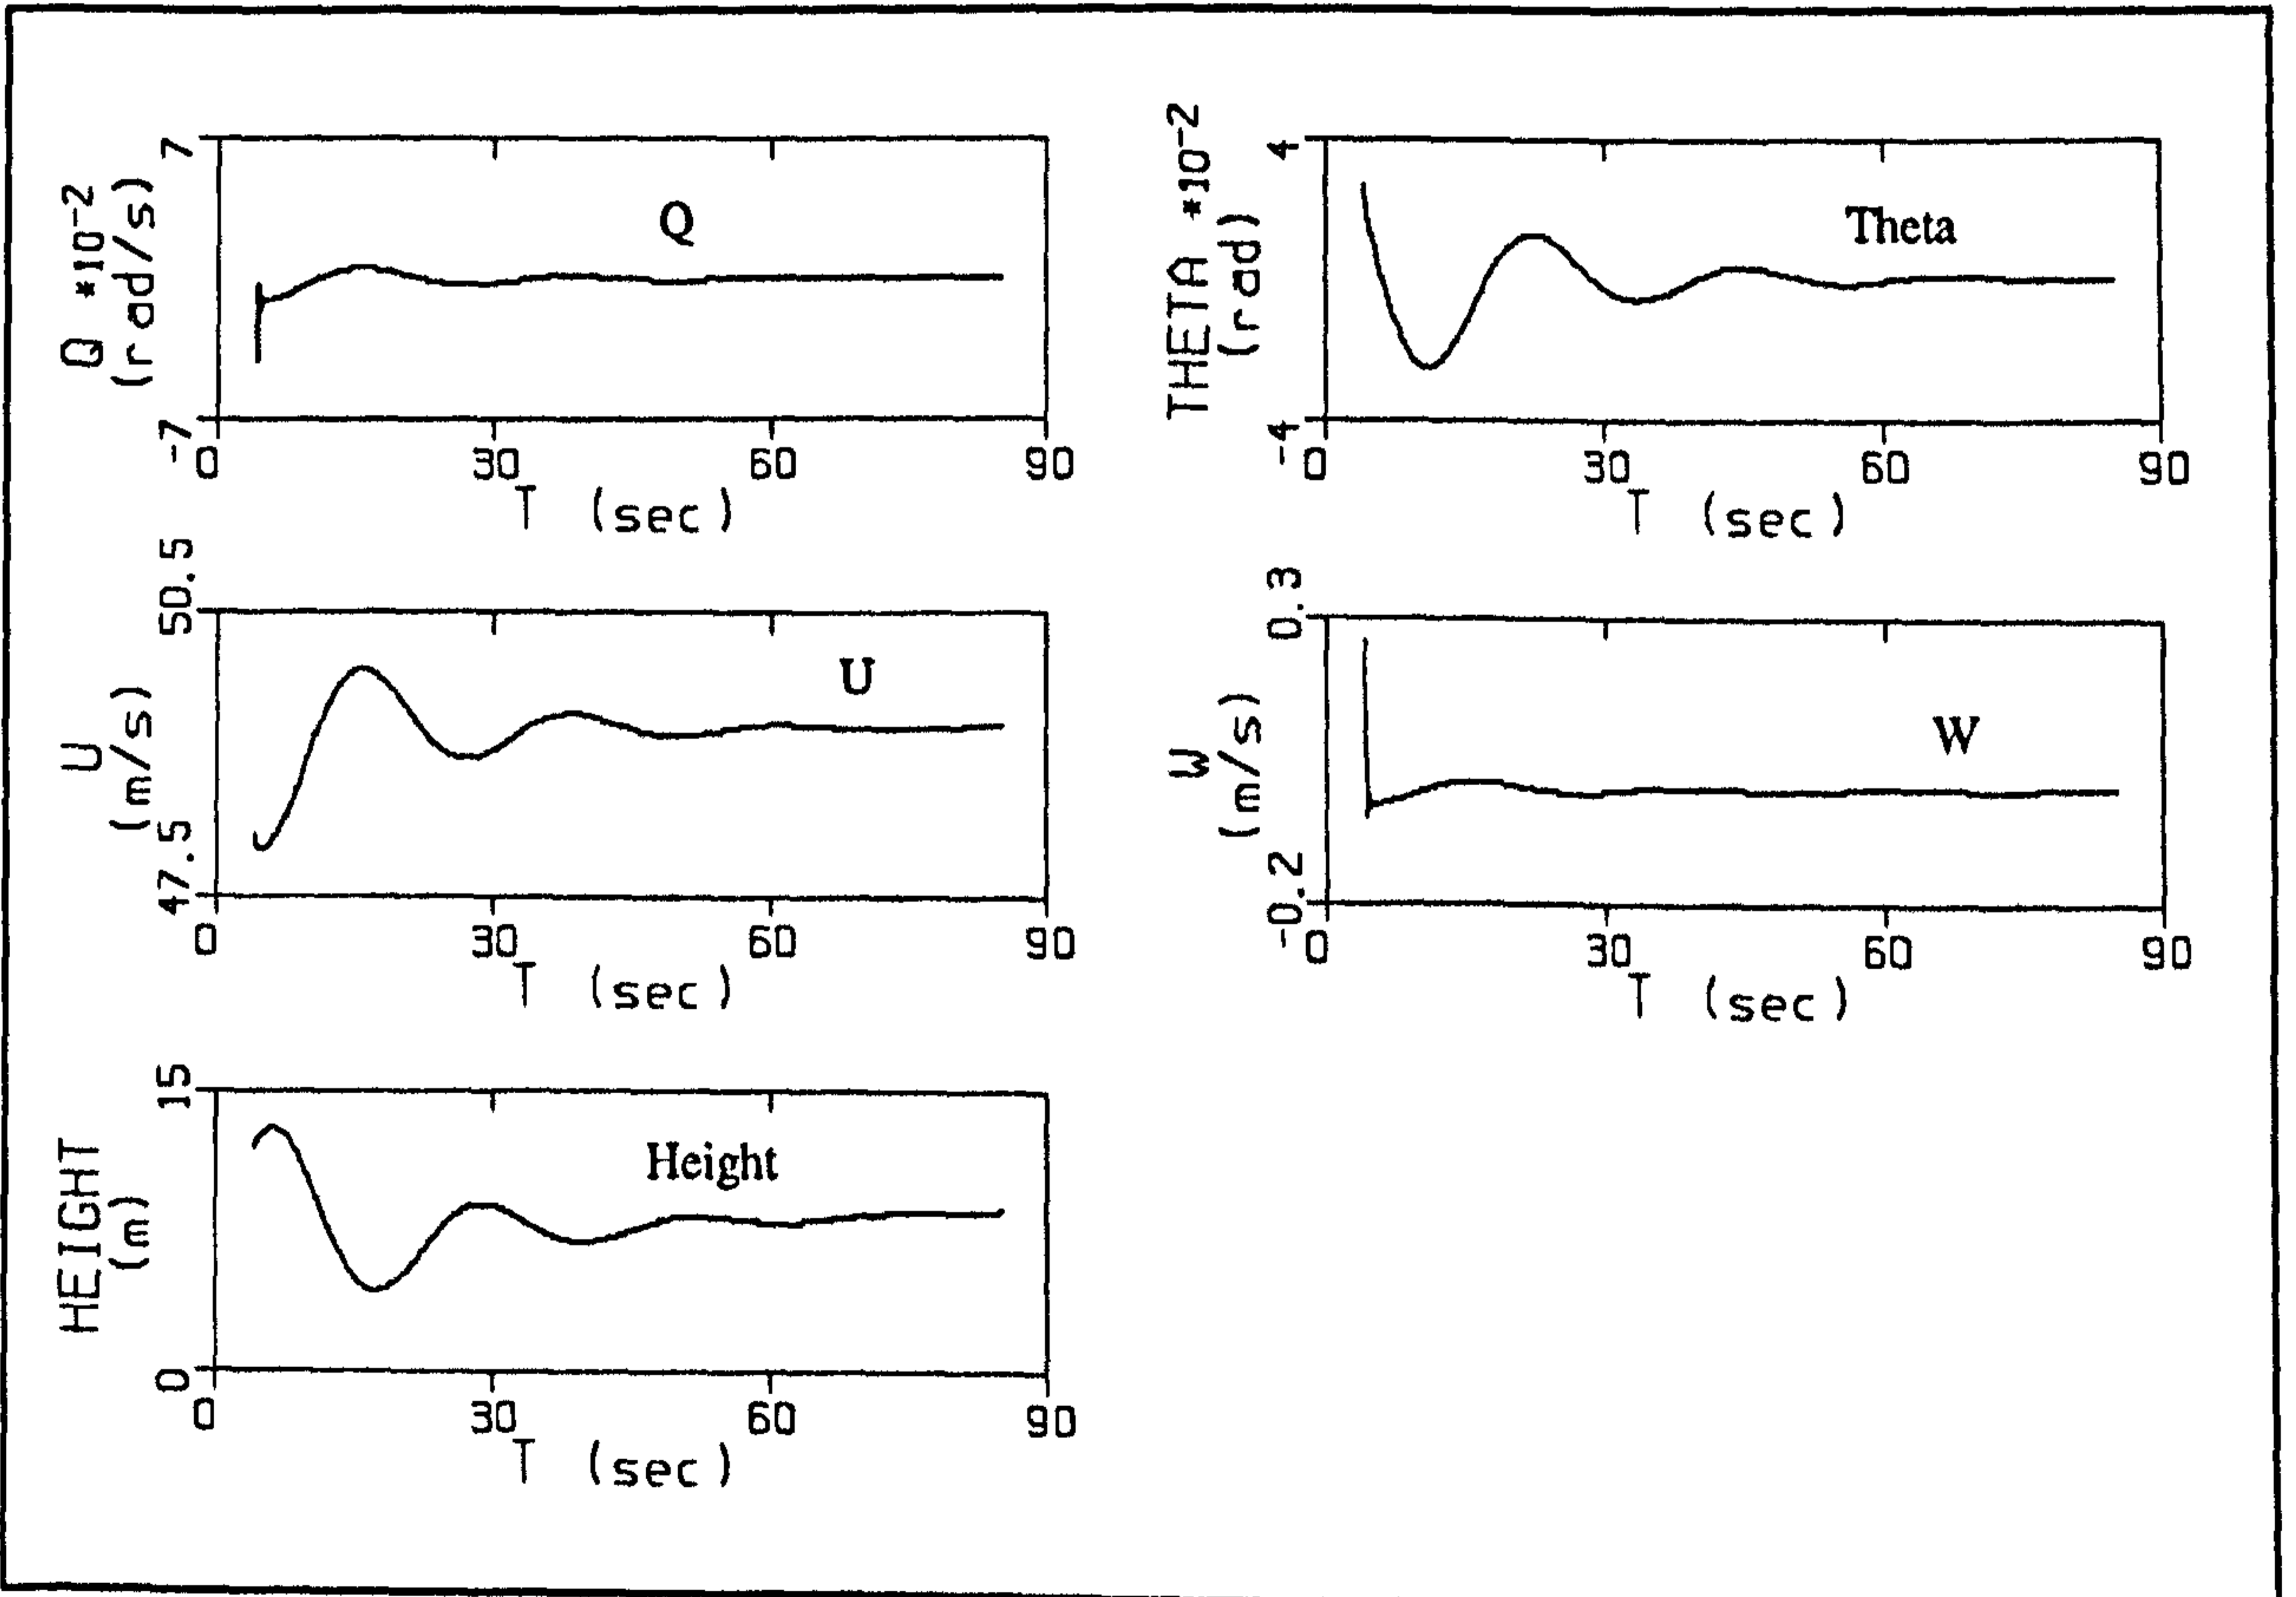 7
Q *10-2
(rad/s)
Q
-7
0
30
60
90
T (sec)
4
THETA *10-2
(rad)
Theta
-4
0
30
60
90
T (sec)
50.5
U
(m/s)
U
47.5
0
30
60
90
T (sec)
0.3
W
(m/s)
W
-0.2
0
30
60
90
T (sec)
15
HEIGHT
(m)
Height
0
0
30
60
90
T (sec)